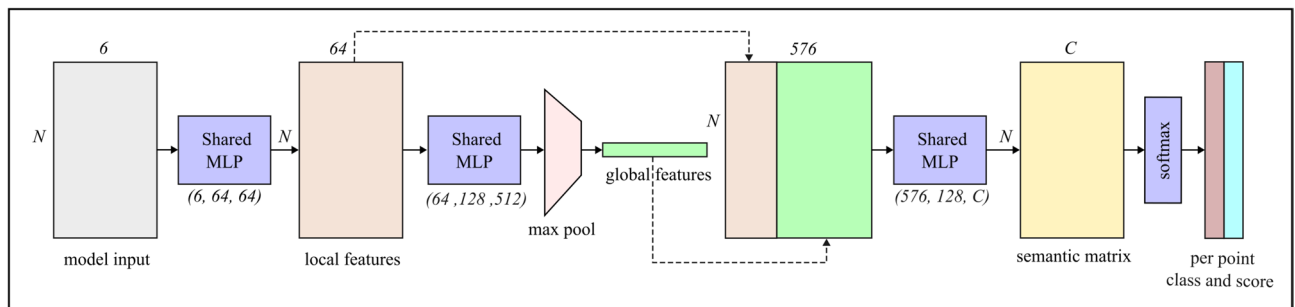 6
N
model input
Shared
MLP
(6, 64, 64)
N
64
local features
Shared
MLP
(64 ,128 ,512)
max pool
global features
N
576
Shared
MLP
(576, 128, C)
N
C
semantic matrix
softmax
per point
class and score